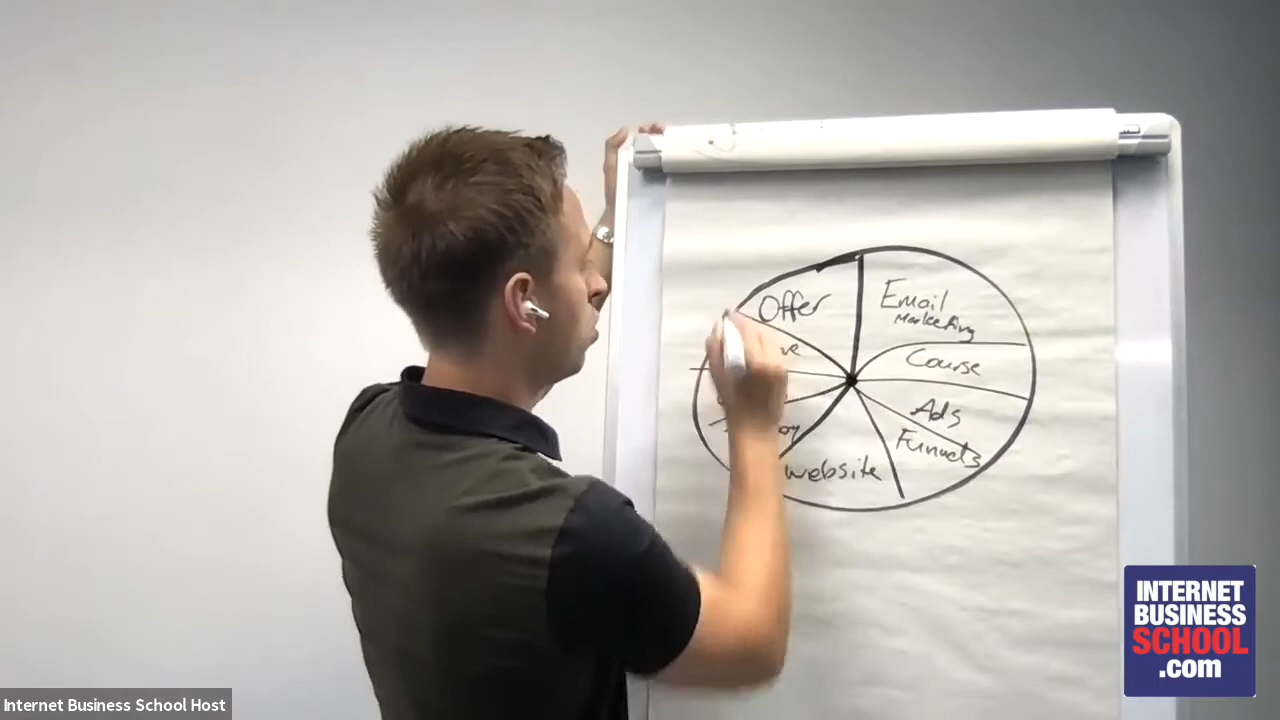 Offer
Email
Marketing
Course
Ads
Funnels
website
INTERNET
BUSINESS
SCHOOL
.com
Internet Business School Host